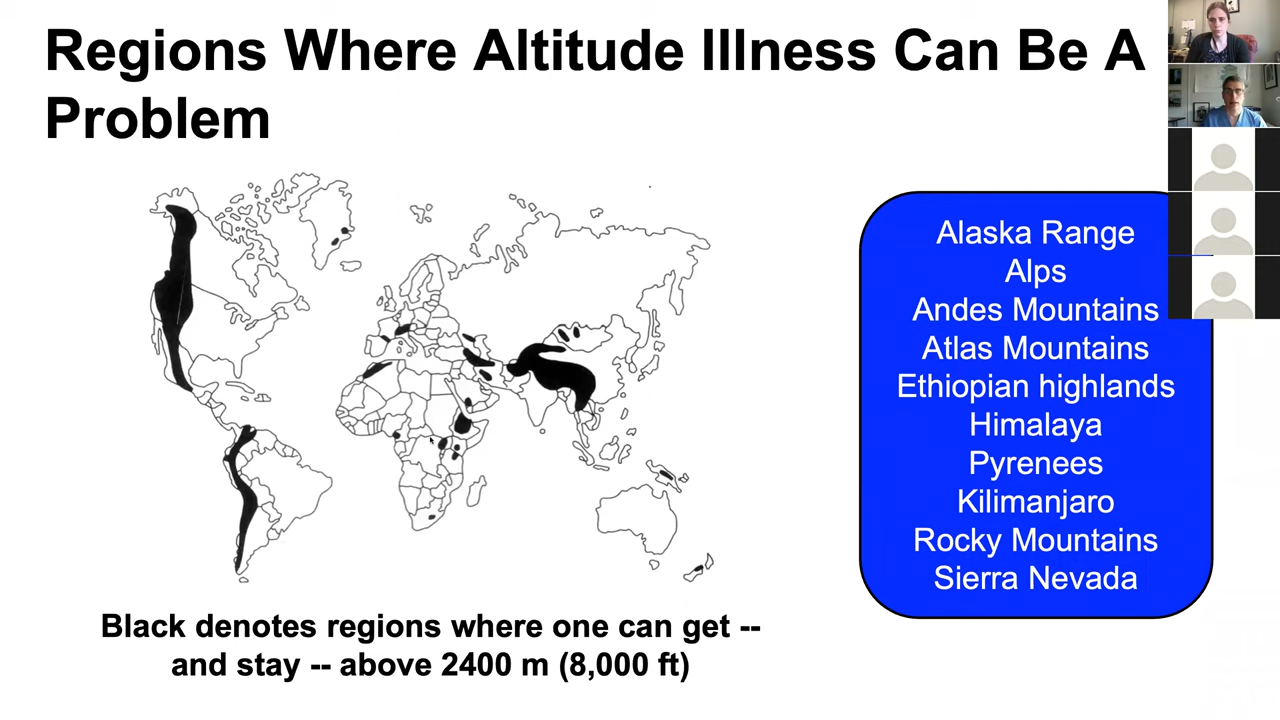 Regions Where Altitude Illness Can Be A
Problem
Alaska Range
Alps
Andes Mountains
Atlas Mountains
Ethiopian highlands
Himalaya
Pyrenees
Kilimanjaro
Rocky Mountains
Sierra Nevada
Black denotes regions where one can get --
and stay -- above 2400 m (8,000 ft)